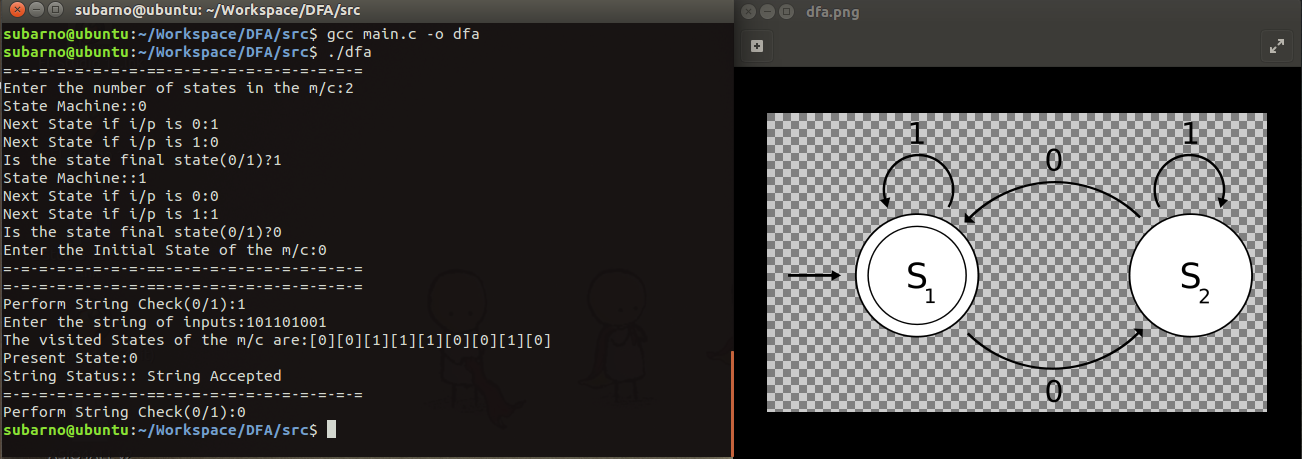 subarno@ubuntu: ~/Workspace/DFA/src
subarno@ubuntu:~/Workspace/DFA/src$ gcc main.c -o dfa
subarno@ubuntu:~/Workspace/DFA/src$ ./dfa
=-=-=-=-=-=-=-=-==-=-=-=-=-=-=-=-=-=-=-=
Enter the number of states in the m/c:2
State Machine::0
Next State if i/p is 0:1
Next State if i/p is 1:0
Is the state final state(0/1)?1
State Machine::1
Next State if i/p is 0:0
Next State if i/p is 1:1
Is the state final state(0/1)?0
Enter the Initial State of the m/c:0
=-=-=-=-=-=-=-=-==-=-=-=-=-=-=-=-=-=-=-=
=-=-=-=-=-=-=-=-==-=-=-=-=-=-=-=-=-=-=-=
Perform String Check(0/1):1
Enter the string of inputs:101101001
The visited States of the m/c are:[0][0][1][1][1][0][0][1][0]
Present State:0
String Status:: String Accepted
=-=-=-=-=-=-=-=-==-=-=-=-=-=-=-=-=-=-=-=
Perform String Check(0/1):0
subarno@ubuntu:~/Workspace/DFA/src$
dfa.png
1
0
1
S1
S2
0